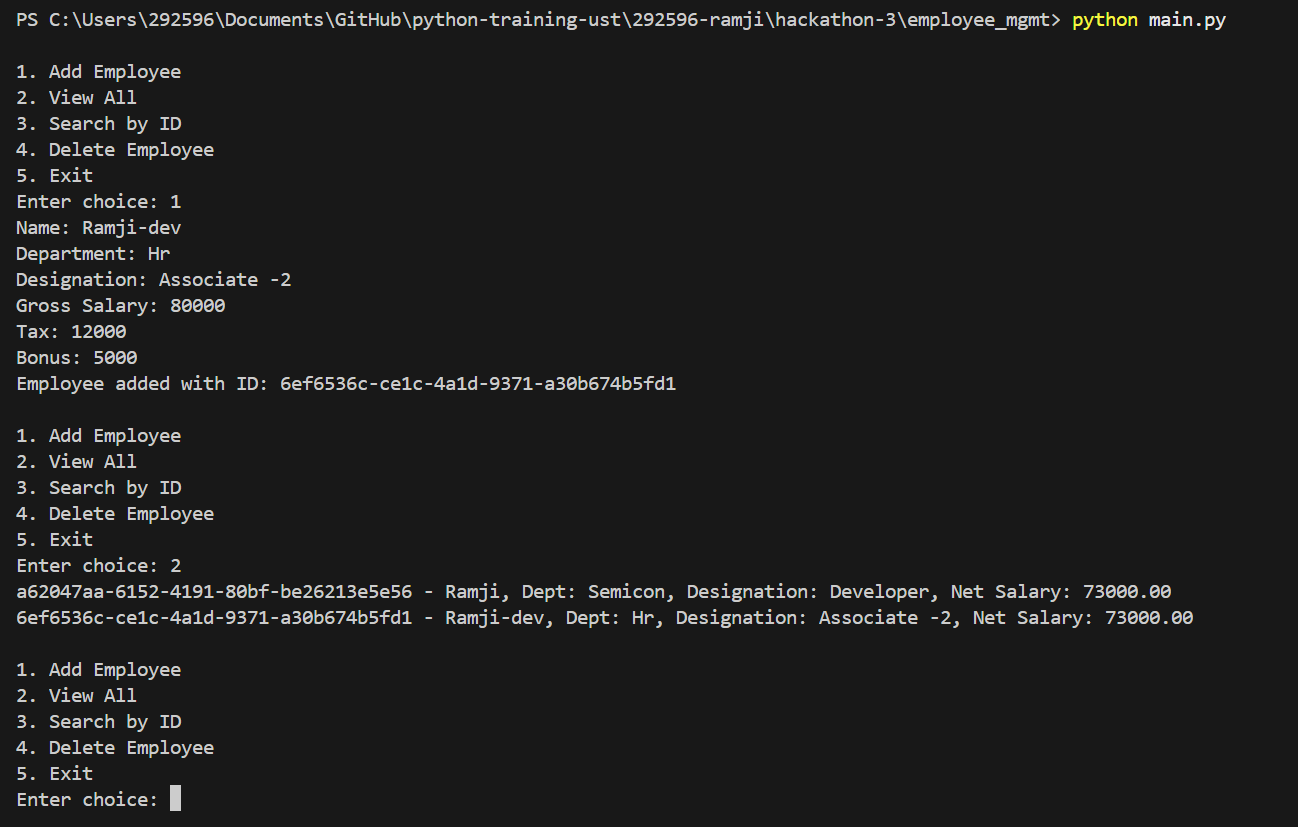 PS C:\Users\292596\Documents\GitHub\python-training-ust\292596-ramji\hackathon-3\employee_mgmt> python main.py
1. Add Employee
2. View All
3. Search by ID
4. Delete Employee
5. Exit
Enter choice: 1
Name: Ramji-dev
Department: Hr
Designation: Associate -2
Gross Salary: 80000
Tax: 12000
Bonus: 5000
Employee added with ID: 6ef6536c-ce1c-4a1d-9371-a30b674b5fd1
1. Add Employee
2. View All
3. Search by ID
4. Delete Employee
5. Exit
Enter choice: 2
a62047aa-6152-4191-80bf-be26213e5e56 - Ramji, Dept: Semicon, Designation: Developer, Net Salary: 73000.00
6ef6536c-ce1c-4a1d-9371-a30b674b5fd1 - Ramji-dev, Dept: Hr, Designation: Associate -2, Net Salary: 73000.00
1. Add Employee
2. View All
3. Search by ID
4. Delete Employee
5. Exit
Enter choice: